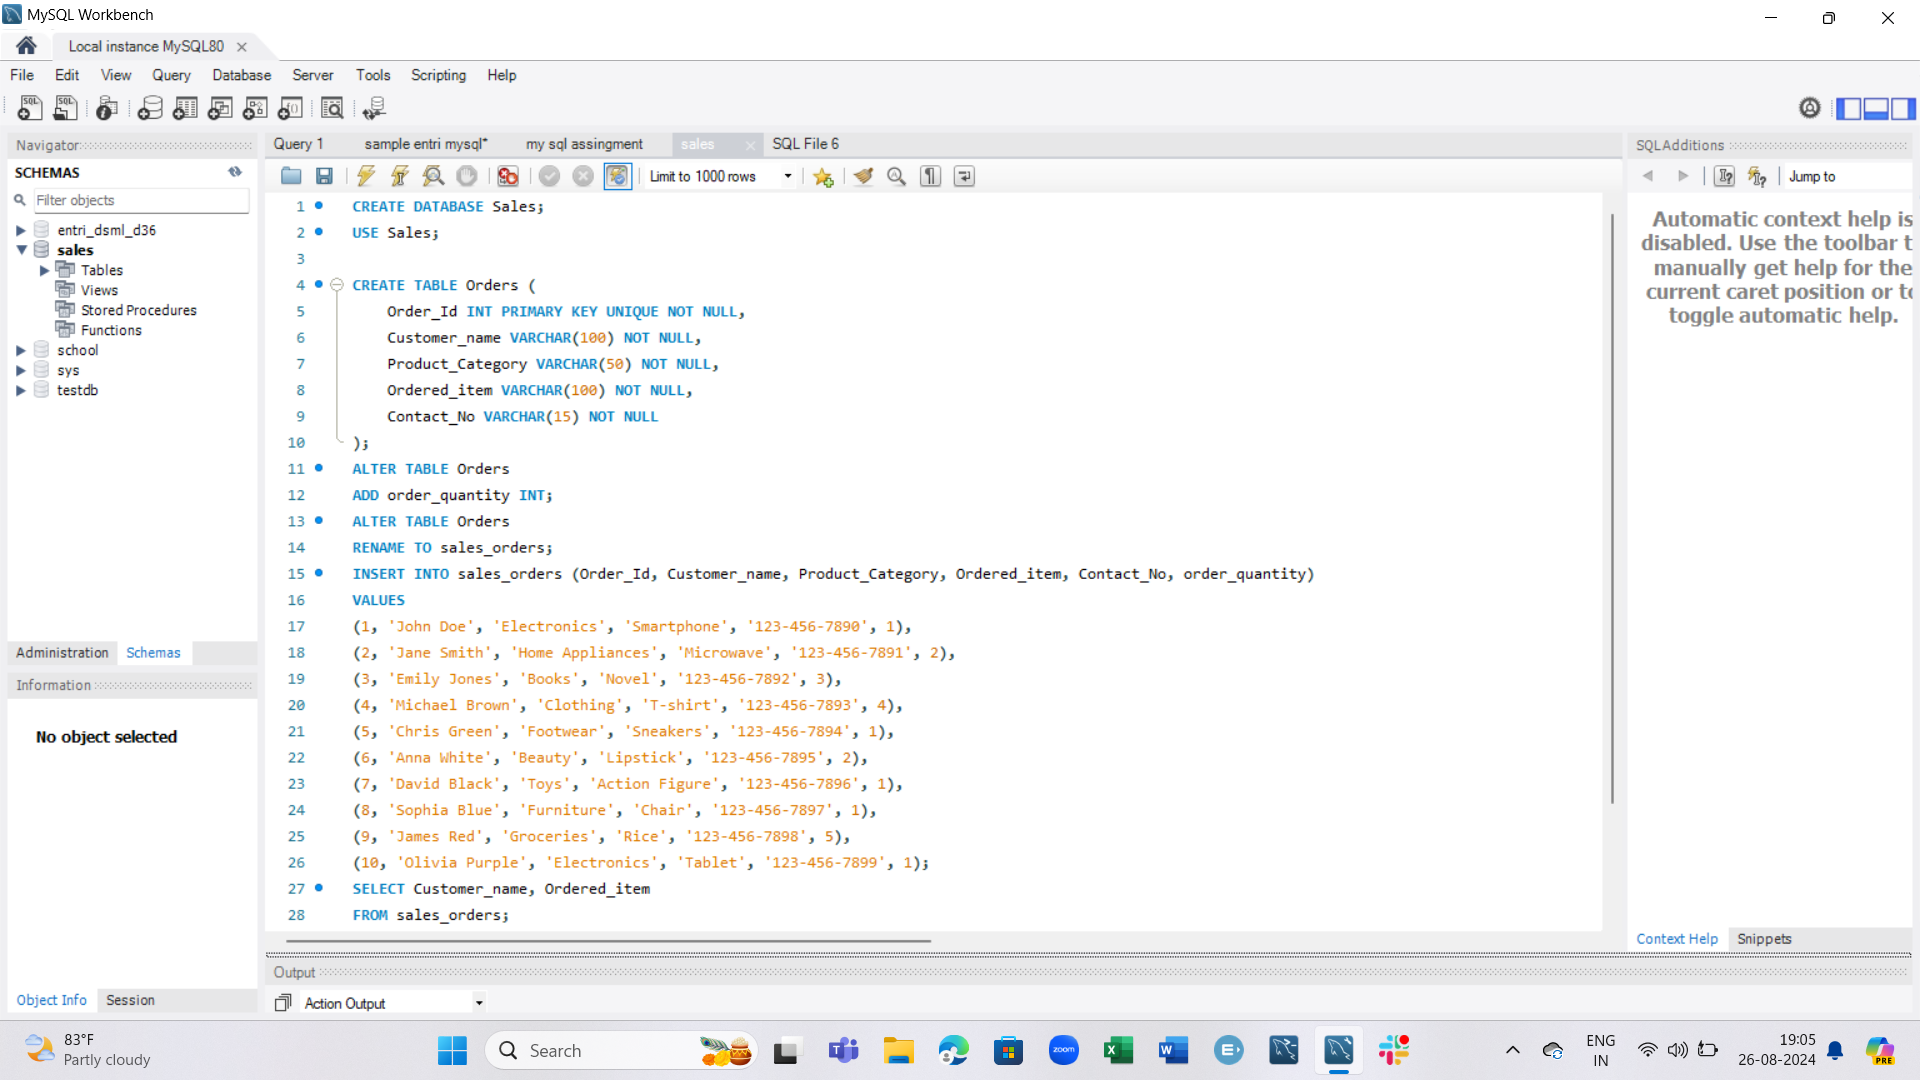 MySQL Workbench
Local instance MySQL80
File Edit View Query Database Server Tools Scripting Help
Navigator
SCHEMAS
Filter objects
entri_dsml_d36
sales
Tables
Views
Stored Procedures
Functions
school
sys
testdb
Administration Schemas
Information
No object selected
Object Info Session
Query 1 sample entri mysql* my sql assingment sales SQL File 6
Limit to 1000 rows
1 CREATE DATABASE Sales;
2 USE Sales;
3
4 CREATE TABLE Orders (
5 Order_Id INT PRIMARY KEY UNIQUE NOT NULL,
6 Customer_name VARCHAR(100) NOT NULL,
7 Product_Category VARCHAR(50) NOT NULL,
8 Ordered_item VARCHAR(100) NOT NULL,
9 Contact_No VARCHAR(15) NOT NULL
10 );
11 ALTER TABLE Orders
12 ADD order_quantity INT;
13 ALTER TABLE Orders
14 RENAME TO sales_orders;
15 INSERT INTO sales_orders (Order_Id, Customer_name, Product_Category, Ordered_item, Contact_No, order_quantity)
16 VALUES
17 (1, 'John Doe', 'Electronics', 'Smartphone', '123-456-7890', 1),
18 (2, 'Jane Smith', 'Home Appliances', 'Microwave', '123-456-7891', 2),
19 (3, 'Emily Jones', 'Books', 'Novel', '123-456-7892', 3),
20 (4, 'Michael Brown', 'Clothing', 'T-shirt', '123-456-7893', 4),
21 (5, 'Chris Green', 'Footwear', 'Sneakers', '123-456-7894', 1),
22 (6, 'Anna White', 'Beauty', 'Lipstick', '123-456-7895', 2),
23 (7, 'David Black', 'Toys', 'Action Figure', '123-456-7896', 1),
24 (8, 'Sophia Blue', 'Furniture', 'Chair', '123-456-7897', 1),
25 (9, 'James Red', 'Groceries', 'Rice', '123-456-7898', 5),
26 (10, 'Olivia Purple', 'Electronics', 'Tablet', '123-456-7899', 1);
27 SELECT Customer_name, Ordered_item
28 FROM sales_orders;
Output
Action Output
SQLAdditions
Jump to
Automatic context help is
disabled. Use the toolbar t
manually get help for the
current caret position or to
toggle automatic help.
Context Help Snippets
83°F
Partly cloudy
Search
zoom
ENG
IN
19:05
26-08-2024
PRE